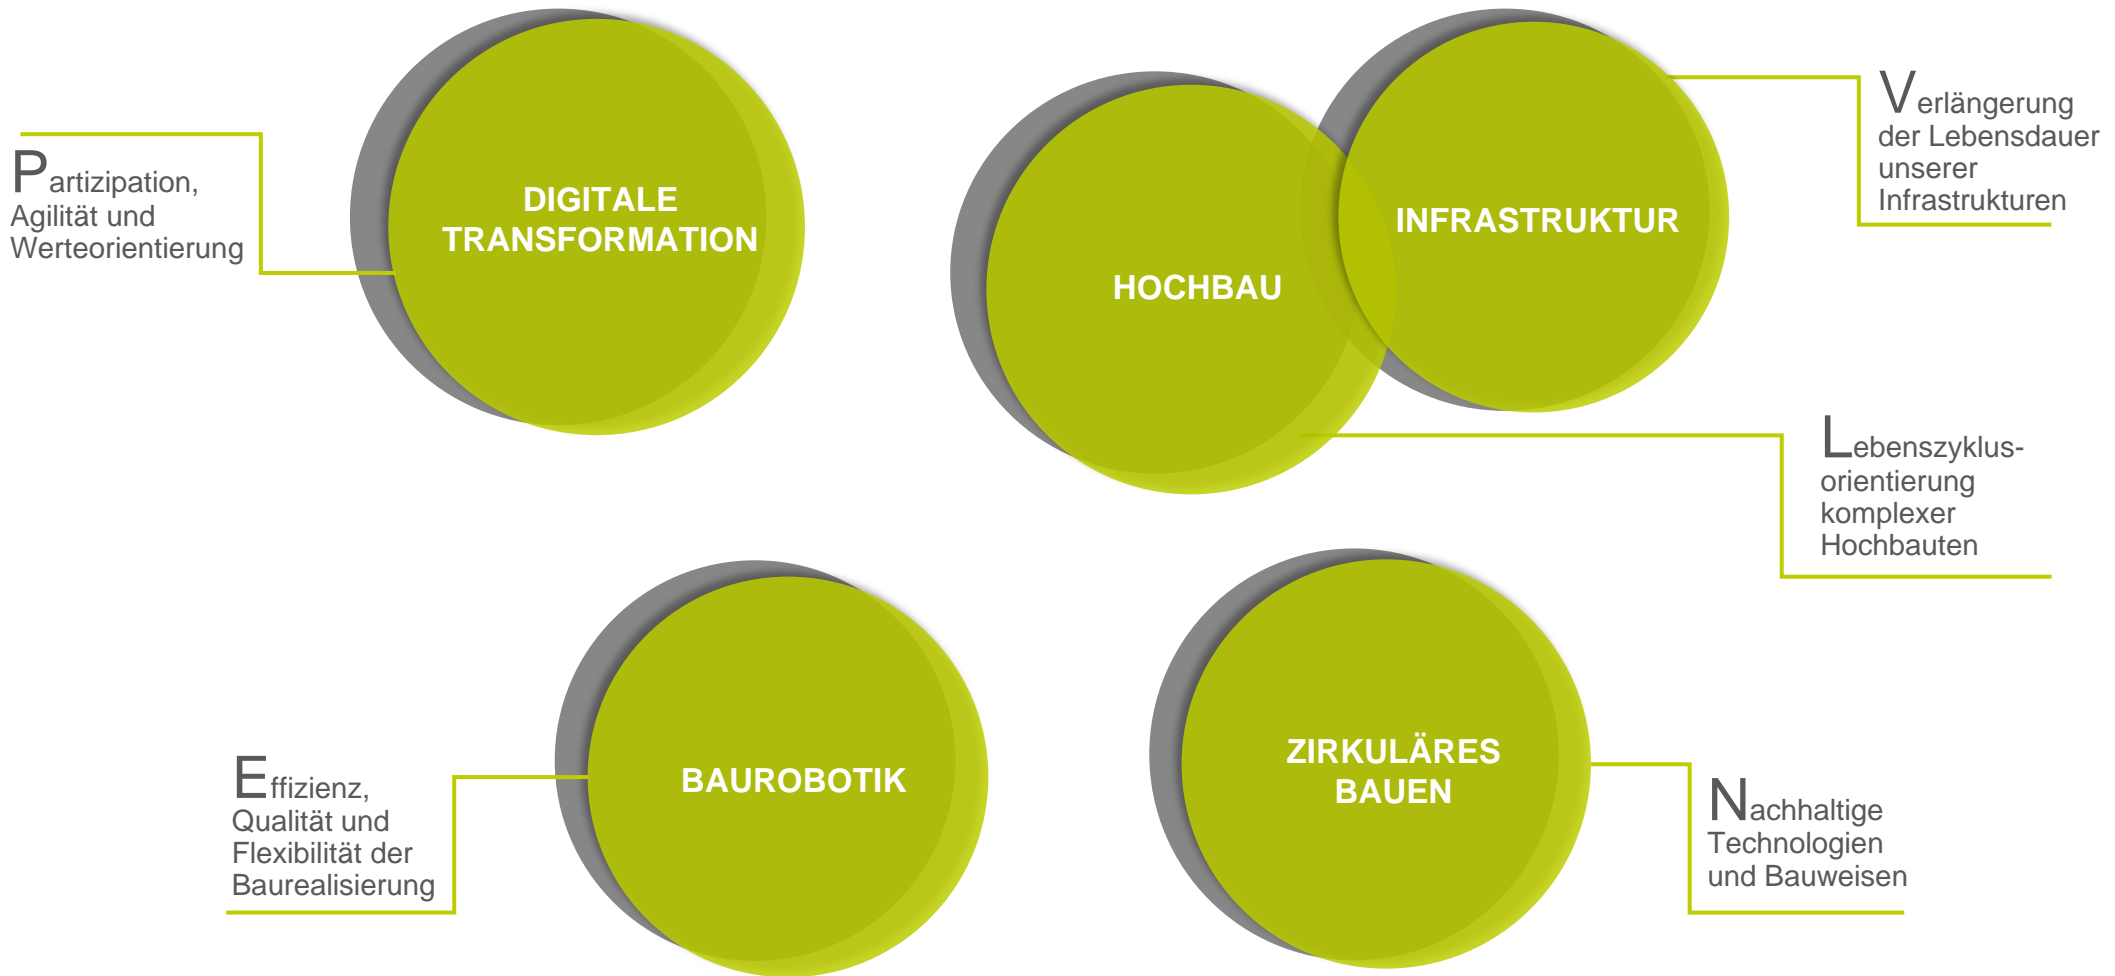 Partizipation,
Agilität und
Werteorientierung
DIGITALE
TRANSFORMATION
HOCHBAU
INFRASTRUKTUR
Verlängerung
der Lebensdauer
unserer
Infrastrukturen
Lebenszyklus-
orientierung
komplexer
Hochbauten
Effizienz,
Qualität und
Flexibilität der
Baurealisierung
BAUROBOTIK
ZIRKULÄRES
BAUEN
Nachhaltige
Technologien
und Bauweisen